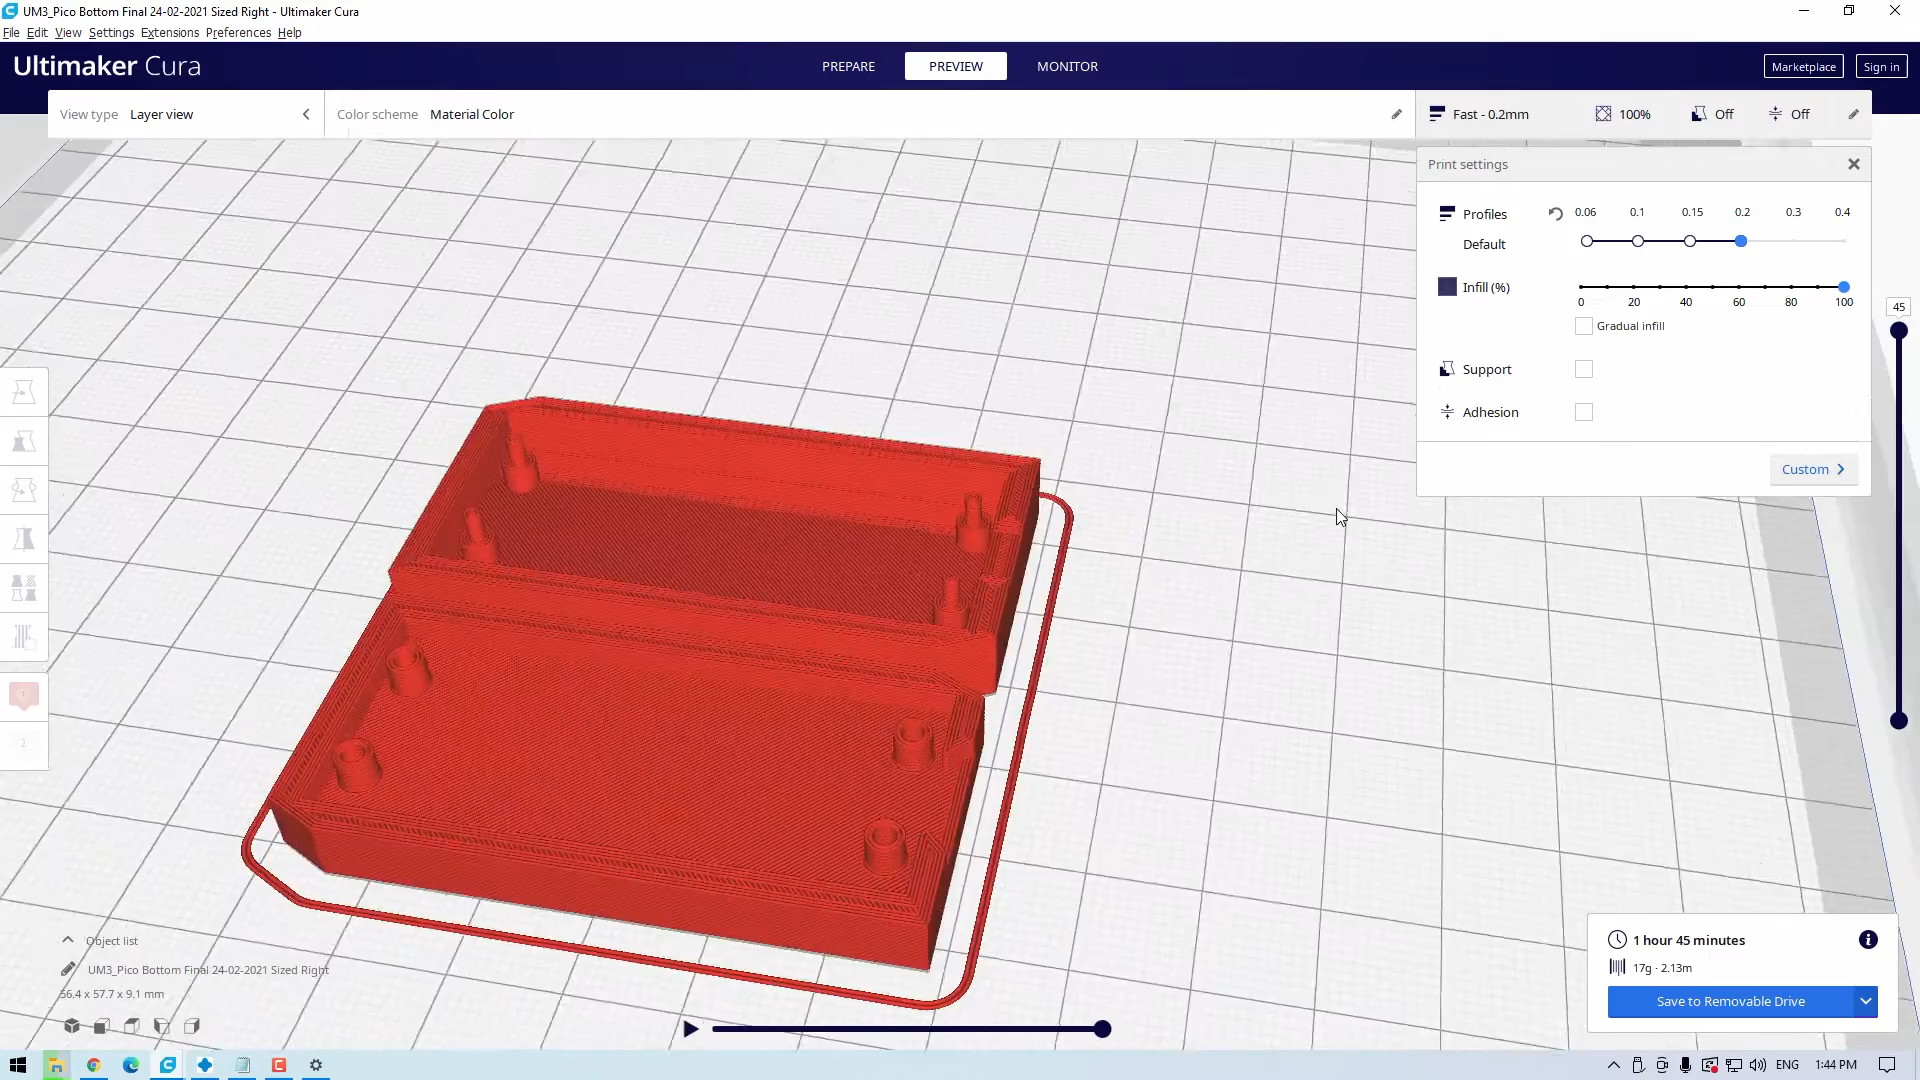 UM3_Pico Bottom Final 24-02-2021 Sized Right - Ultimaker Cura
File Edit View Settings Extensions Preferences Help
Ultimaker Cura
PREPARE
PREVIEW
MONITOR
Marketplace
Sign in
View type Layer view
Color scheme Material Color
Fast - 0.2mm
100%
Off
Off
Print settings
Profiles
0.06 0.1 0.15 0.2 0.3 0.4
Default
Infill (%)
0 20 40 60 80 100
Gradual infill
Support
Adhesion
Custom
45
1
2
Object list
UM3_Pico Bottom Final 24-02-2021 Sized Right
56.4 x 57.7 x 9.1 mm
1 hour 45 minutes
17g · 2.13m
Save to Removable Drive
ENG
1:44 PM